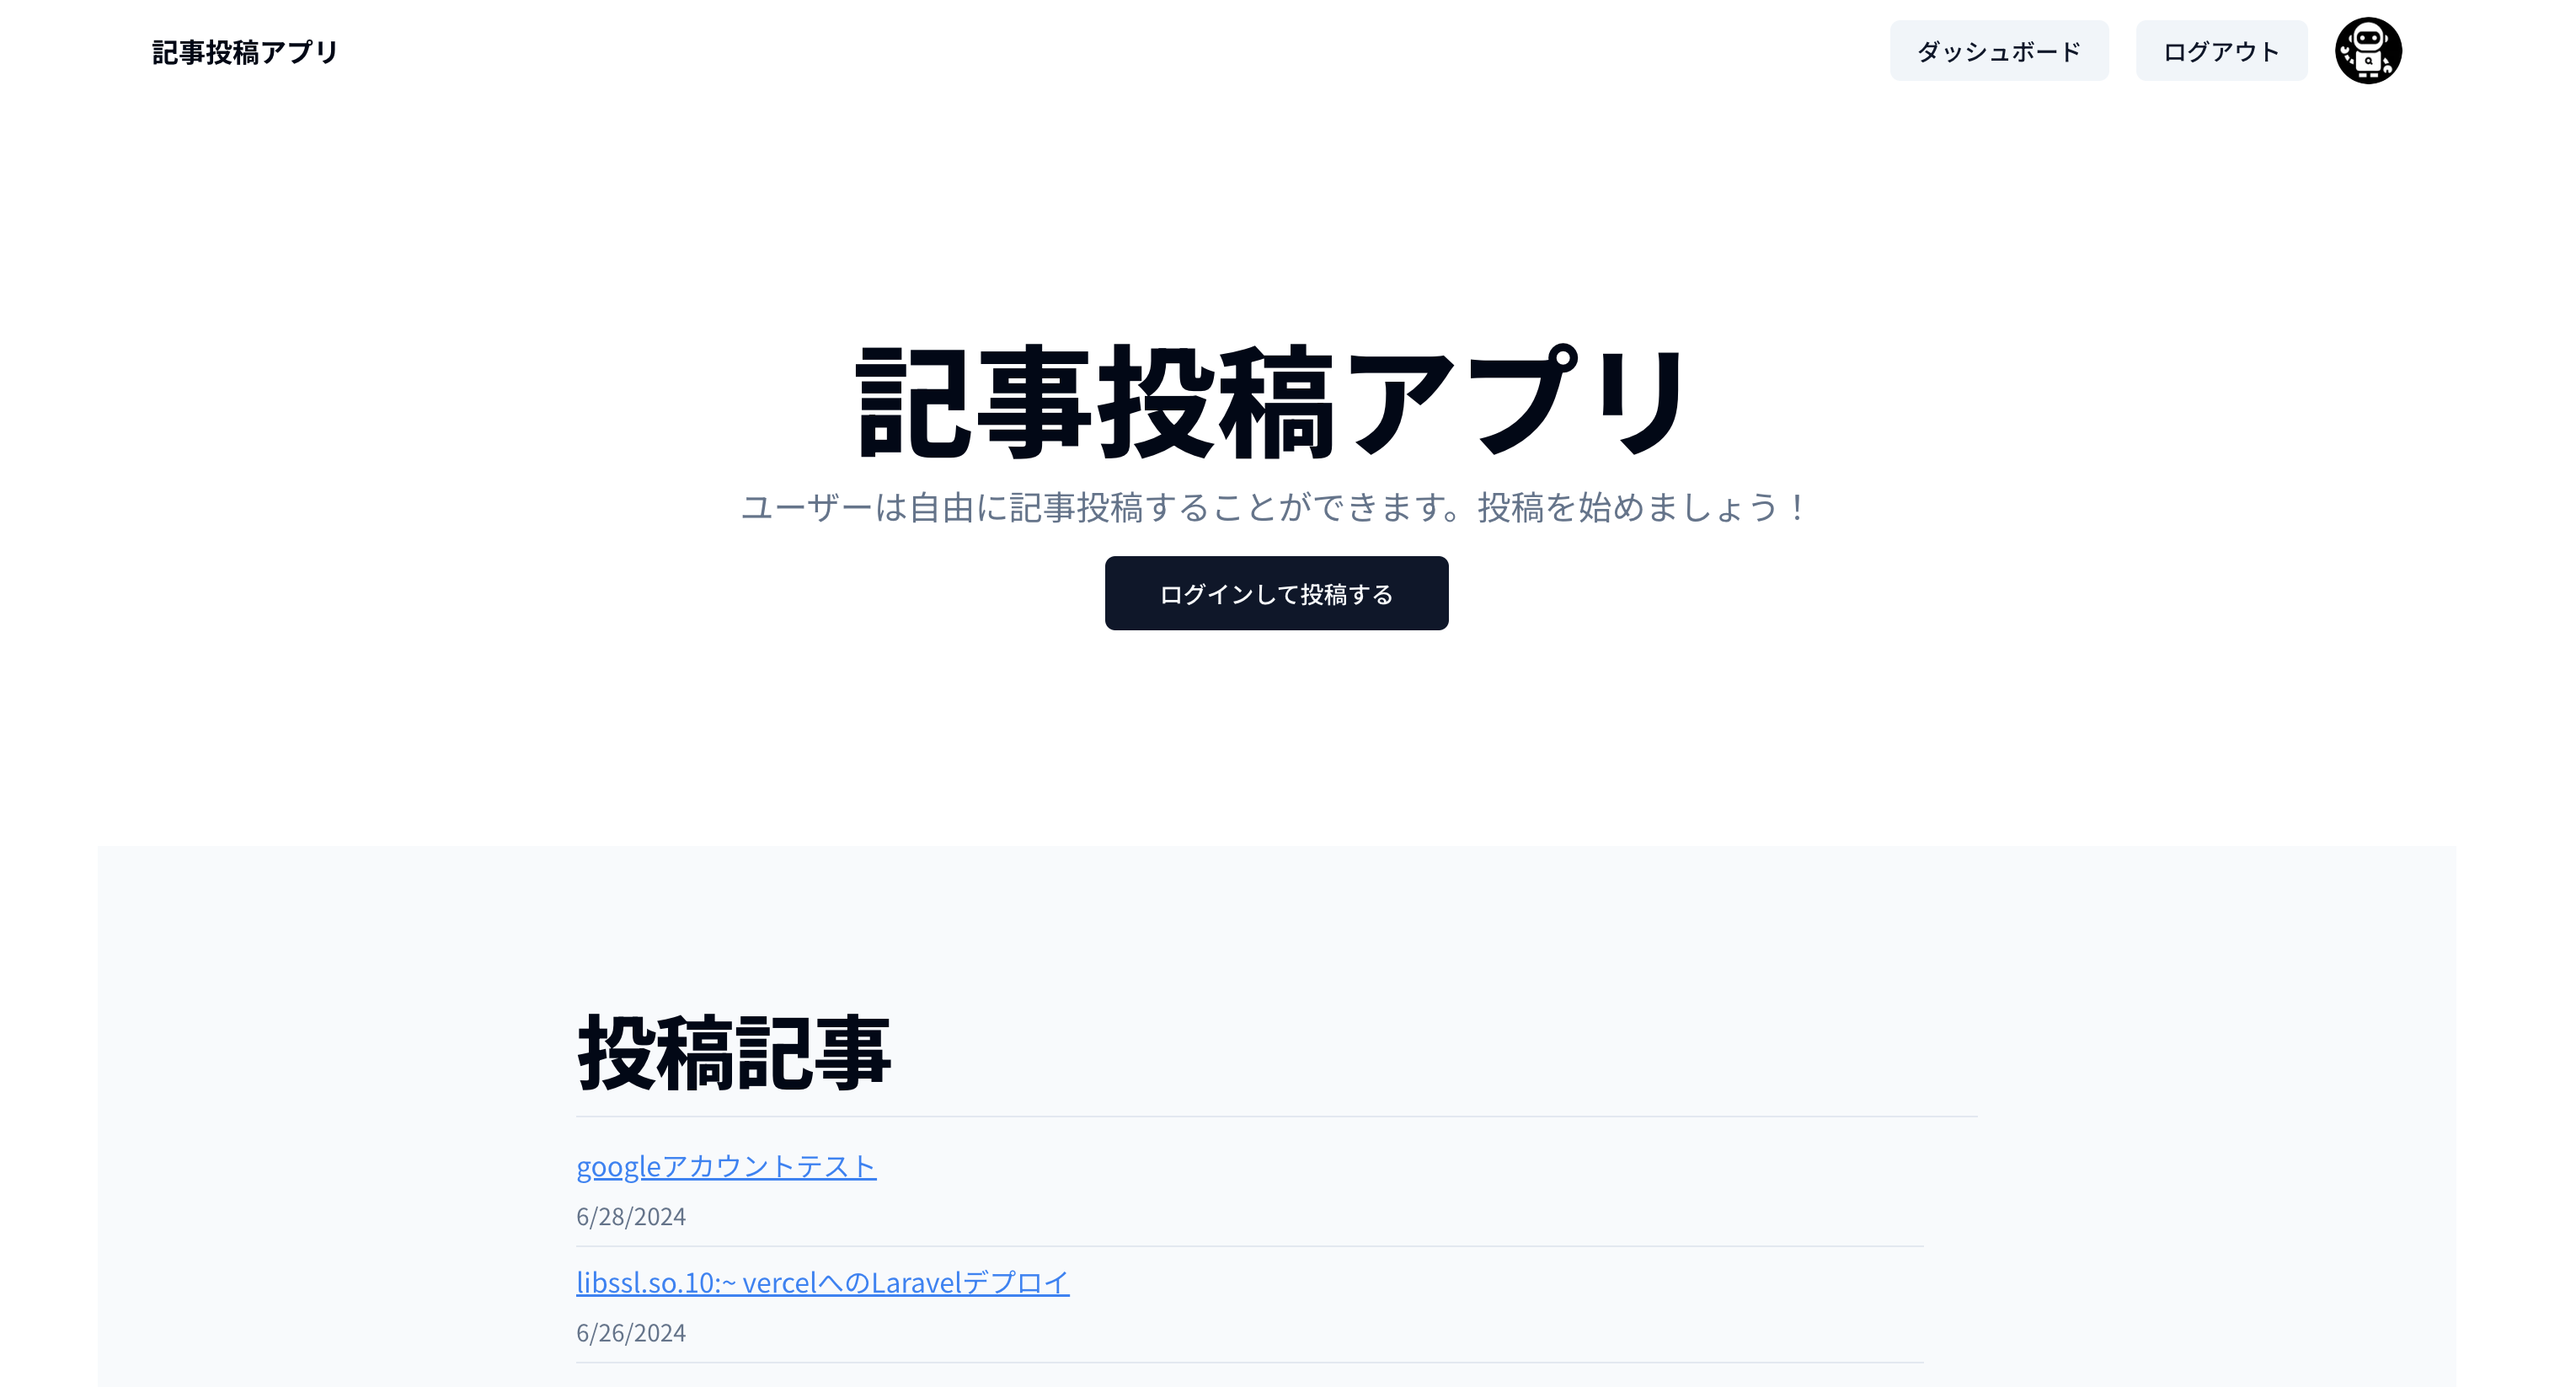 記事投稿アプリ
ダッシュボード
ログアウト
記事投稿アプリ
ユーザーは自由に記事投稿することができます。投稿を始めましょう！
ログインして投稿する
投稿記事
googleアカウントテスト
6/28/2024
libssl.so.10:~ vercelへのLaravelデプロイ
6/26/2024